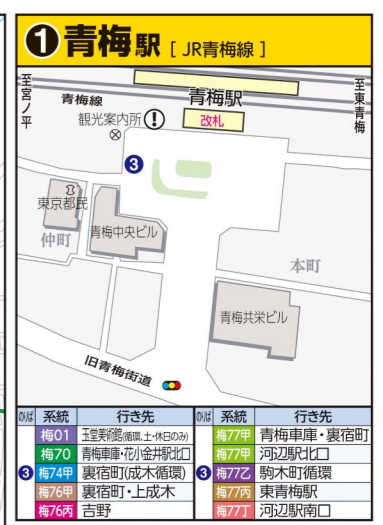 ❶青梅駅 [JR青梅線]
至宮ノ平
至東青梅
青梅線
青梅駅
観光案内所
改札
❸
東京都民
仲町
青梅中央ビル
本町
青梅共栄ビル
旧青梅街道
のりば 系統 行き先 のりば 系統 行き先
梅01 玉堂美術館(循環、土・休日のみ) 梅77甲 青梅車庫・裏宿町
梅70 青梅車庫・花小金井駅北口 梅77甲 河辺駅北口
❸ 梅74甲 裏宿町(成木循環) ❸ 梅77乙 駒木町循環
梅76甲 裏宿町・上成木 梅77丙 東青梅駅
梅76丙 吉野 梅77丁 河辺駅南口